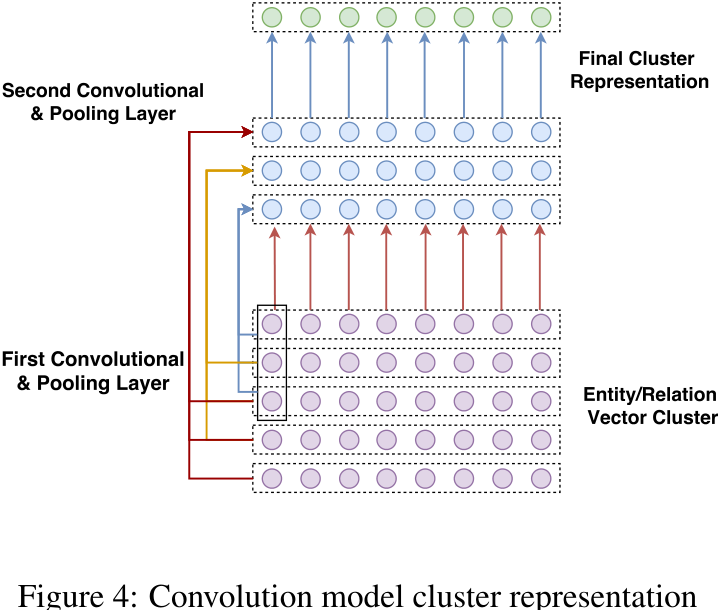 Final Cluster
Representation
Second Convolutional
& Pooling Layer
First Convolutional
& Pooling Layer
Entity/Relation
Vector Cluster
Figure 4: Convolution model cluster representation